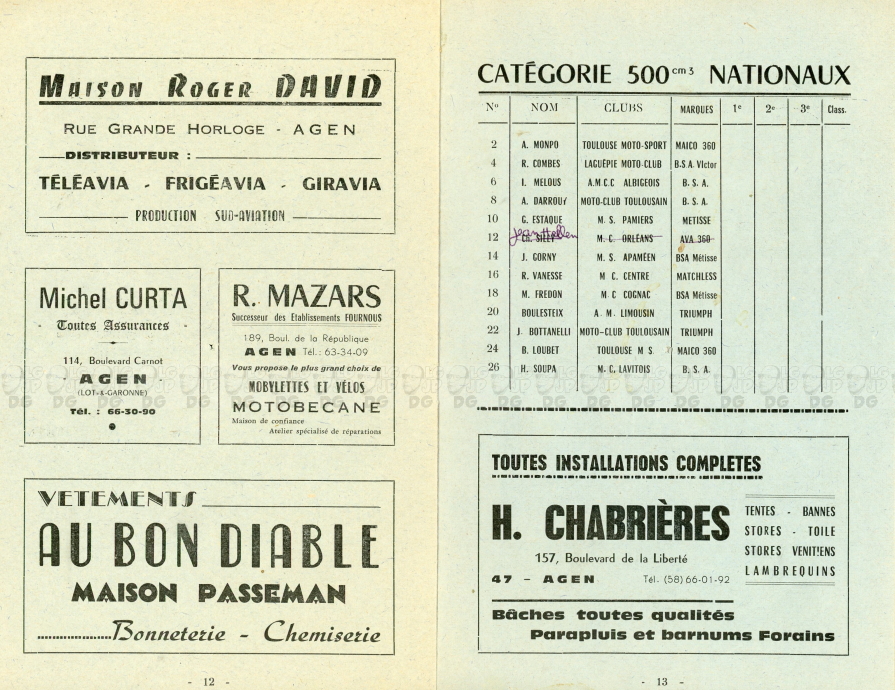 MAISON ROGER DAVID
RUE GRANDE HORLOGE - AGEN
DISTRIBUTEUR :
TÉLÉAVIA - FRIGÉAVIA - GIRAVIA
PRODUCTION SUD-AVIATION
Michel CURTA
- Toutes Assurances -
114, Boulevard Carnot
- AGEN -
(LOT-&-GARONNE)
Tél. : 66-30-90
R. MAZARS
Successeur des Etablissements FOURNOUS
189, Boul. de la République
AGEN Tél. : 63-34-09
Vous propose le plus grand choix de
MOBYLETTES ET VÉLOS
MOTOBECANE
Maison de confiance
Atelier spécialisé de réparations
VETEMENTS
AU BON DIABLE
MAISON PASSEMAN
Bonneterie - Chemiserie
- 12 -
CATÉGORIE 500 cm3 NATIONAUX
No NOM CLUBS MARQUES 1e 2e 3e Class.
2 A. MONPO TOULOUSE MOTO-SPORT MAICO 360
4 R. COMBES LAGUÉPIE MOTO-CLUB B.S.A. VIctor
6 I. MELOUS A.M.C.C ALBIGEOIS B. S. A.
8 A. DARROUY MOTO-CLUB TOULOUSAIN B. S. A.
10 G. ESTAQUE M. S. PAMIERS METISSE
12 M. C. ORLÉANS AVA 360
14 J. GORNY M. S. APAMÉEN BSA Métisse
16 R. VANESSE M C. CENTRE MATCHLESS
18 M. FREDON M. C COGNAC BSA Métisse
20 BOULESTEIX A. M. LIMOUSIN TRIUMPH
22 J. BOTTANELLI MOTO-CLUB TOULOUSAIN TRIUMPH
24 B. LOUBET TOULOUSE M S MAICO 360
26 H. SOUPA M. C. LAVITOIS B. S. A.
TOUTES INSTALLATIONS COMPLETES
H. CHABRIÈRES
157, Boulevard de la Liberté
47 - AGEN Tél. (58) 66-01-92
TENTES - BANNES
STORES - TOILE
STORES VENITIENS
LAMBREQUINS
Bâches toutes qualités
Parapluis et barnums Forains
- 13 -